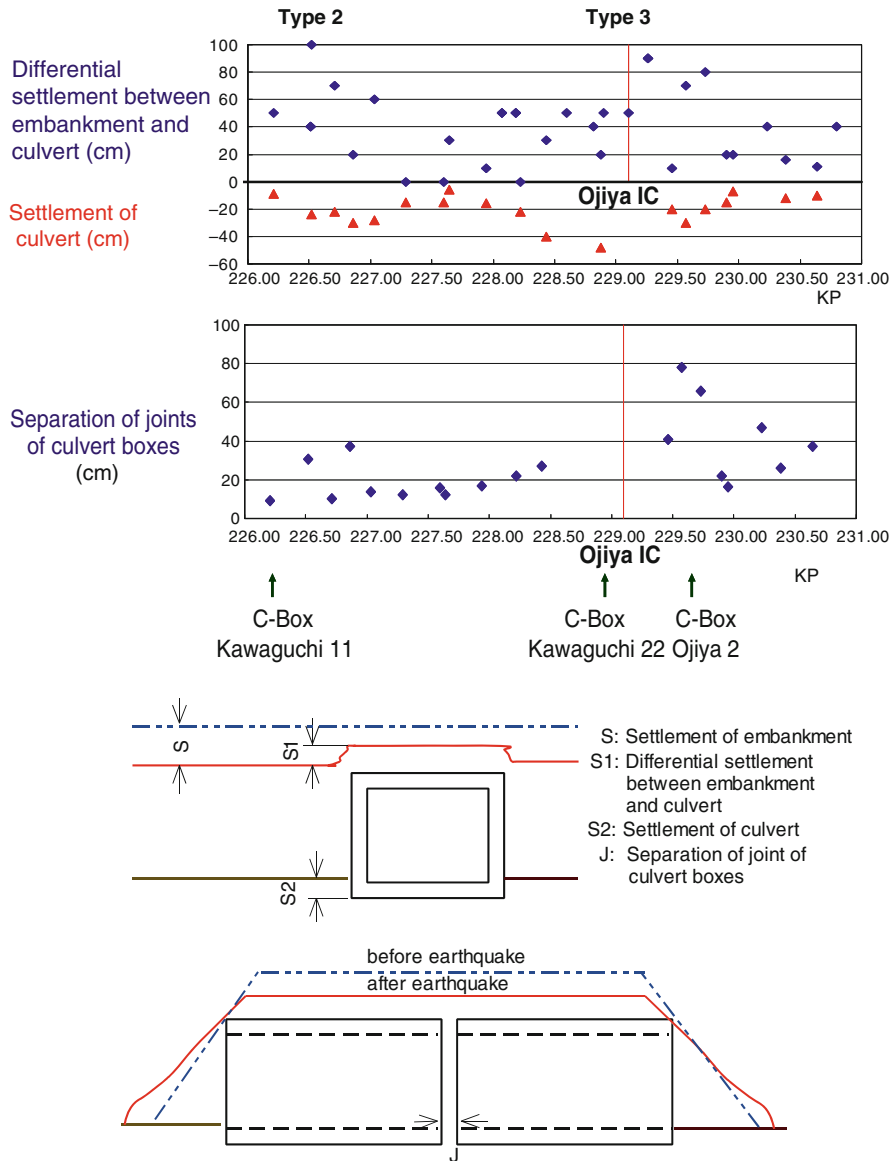 Type 2 Type 3
Differential
settlement between
embankment and
culvert (cm)
Settlement of
culvert (cm)
100
80
60
40
20
0
−20
−40
−60
Ojiya IC
226.00 226.50 227.00 227.50 228.00 228.50 229.00 229.50 230.00 230.50 231.00
KP
Separation of joints
of culvert boxes
(cm)
100
80
60
40
20
0
226.00 226.50 227.00 227.50 228.00 228.50 229.00 229.50 230.00 230.50 231.00
Ojiya IC
KP
C-Box C-Box C-Box
Kawaguchi 11 Kawaguchi 22 Ojiya 2
S
S1
S2
S: Settlement of embankment
S1: Differential settlement
between embankment
and culvert
S2: Settlement of culvert
J: Separation of joint of
culvert boxes
before earthquake
after earthquake
J